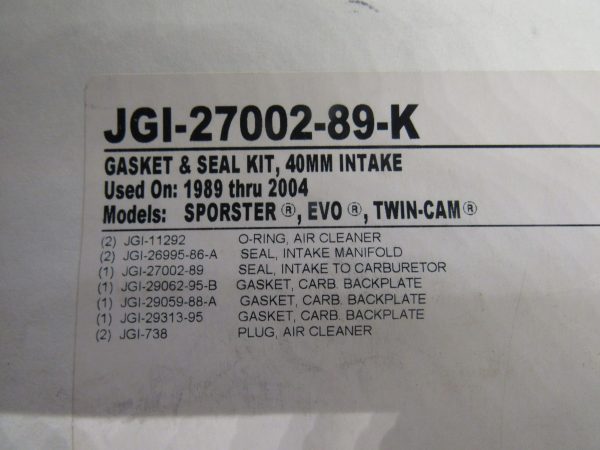 JGI-27002-89-K
GASKET & SEAL KIT, 40MM INTAKE
Used On: 1989 thru 2004
Models: SPORSTER ®, EVO ®, TWIN-CAM ®
(2) JGI-11292 O-RING, AIR CLEANER
(2) JGI-26995-86-A SEAL, INTAKE MANIFOLD
(1) JGI-27002-89 SEAL, INTAKE TO CARBURETOR
(1) JGI-29062-95-B GASKET, CARB. BACKPLATE
(1) JGI-29059-88-A GASKET, CARB. BACKPLATE
(1) JGI-29313-95 GASKET, CARB. BACKPLATE
(2) JGI-738 PLUG, AIR CLEANER